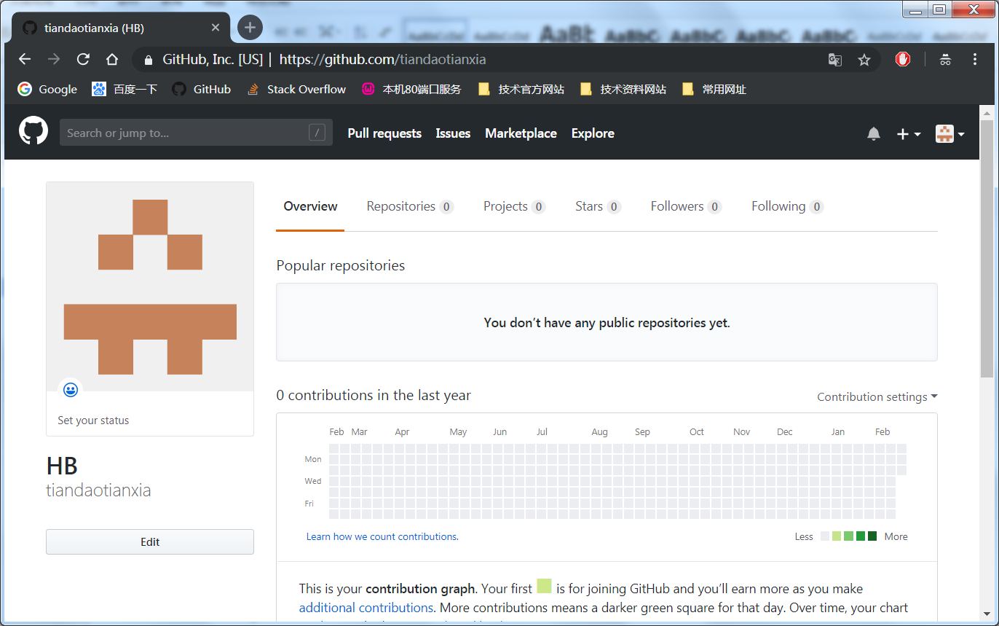 tiandaotianxia (HB)
GitHub, Inc. [US] | https://github.com/tiandaotianxia
Google 百度一下 GitHub Stack Overflow 本机80端口服务 技术官方网站 技术资料网站 常用网址
Search or jump to... / Pull requests Issues Marketplace Explore
Overview Repositories 0 Projects 0 Stars 0 Followers 0 Following 0
Popular repositories
You don’t have any public repositories yet.
0 contributions in the last year
Contribution settings
Set your status
HB
tiandaotianxia
Edit
Feb Mar Apr May Jun Jul Aug Sep Oct Nov Dec Jan Feb
Mon
Wed
Fri
Learn how we count contributions. Less More
This is your contribution graph. Your first is for joining GitHub and you’ll earn more as you make
additional contributions. More contributions means a darker green square for that day. Over time, your chart